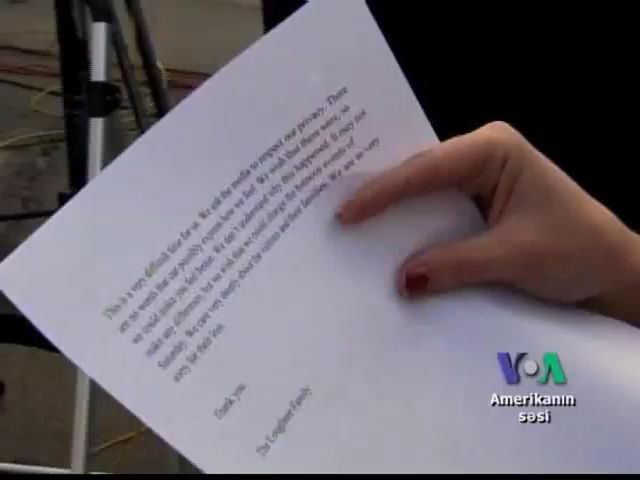 This is a very difficult time for us. We ask the media to respect our privacy. There
are no words that can possibly express how we feel. We wish that there were, so
we could make you feel better. We don't understand why this happened. It may not
make any difference, but we wish that we could change the heinous events of
Saturday. We care very deeply about the victims and their families. We are so very
sorry for their loss.
Thank you.
The Loughner Family
VOA
Amerikanın
səsi